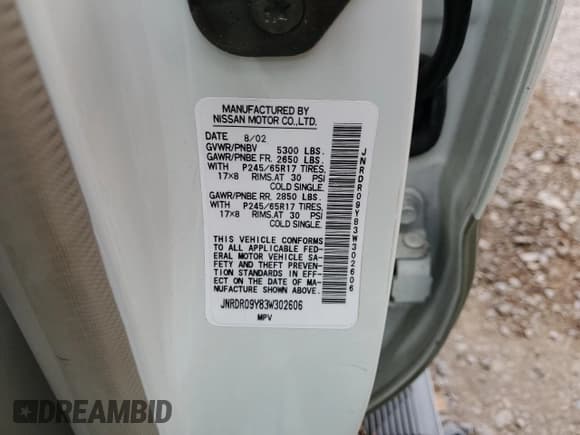 MANUFACTURED BY
NISSAN MOTOR CO.,LTD.
DATE 8/02
GVWR/PNBV 5300 LBS.
GAWR/PNBE FR. 2650 LBS.
WITH P245/65R17 TIRES,
17×8 RIMS,AT 30 PSI
COLD SINGLE.
GAWR/PNBE RR. 2850 LBS.
WITH P245/65R17 TIRES,
17×8 RIMS,AT 30 PSI
COLD SINGLE.
THIS VEHICLE CONFORMS
TO ALL APPLICABLE FED-
ERAL MOTOR VEHICLE SA-
FETY AND THEFT PREVEN-
TION STANDARDS IN EFF-
ECT ON THE DATE OF MA-
NUFACTURE SHOWN ABOVE.
JNRDR09Y83W302606
MPV
JNRDR09Y83W302606
DREAMBID